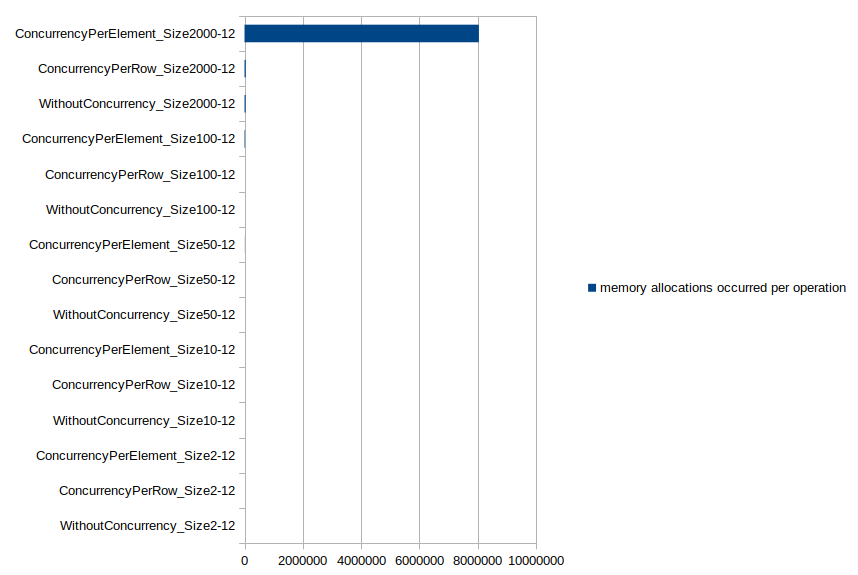 ConcurrencyPerElement_Size2000-12
ConcurrencyPerRow_Size2000-12
WithoutConcurrency_Size2000-12
ConcurrencyPerElement_Size100-12
ConcurrencyPerRow_Size100-12
WithoutConcurrency_Size100-12
ConcurrencyPerElement_Size50-12
ConcurrencyPerRow_Size50-12
memory allocations occurred per operation
WithoutConcurrency_Size50-12
ConcurrencyPerElement_Size10-12
ConcurrencyPerRow_Size10-12
WithoutConcurrency_Size10-12
ConcurrencyPerElement_Size2-12
ConcurrencyPerRow_Size2-12
WithoutConcurrency_Size2-12
0 2000000 4000000 6000000 8000000 10000000